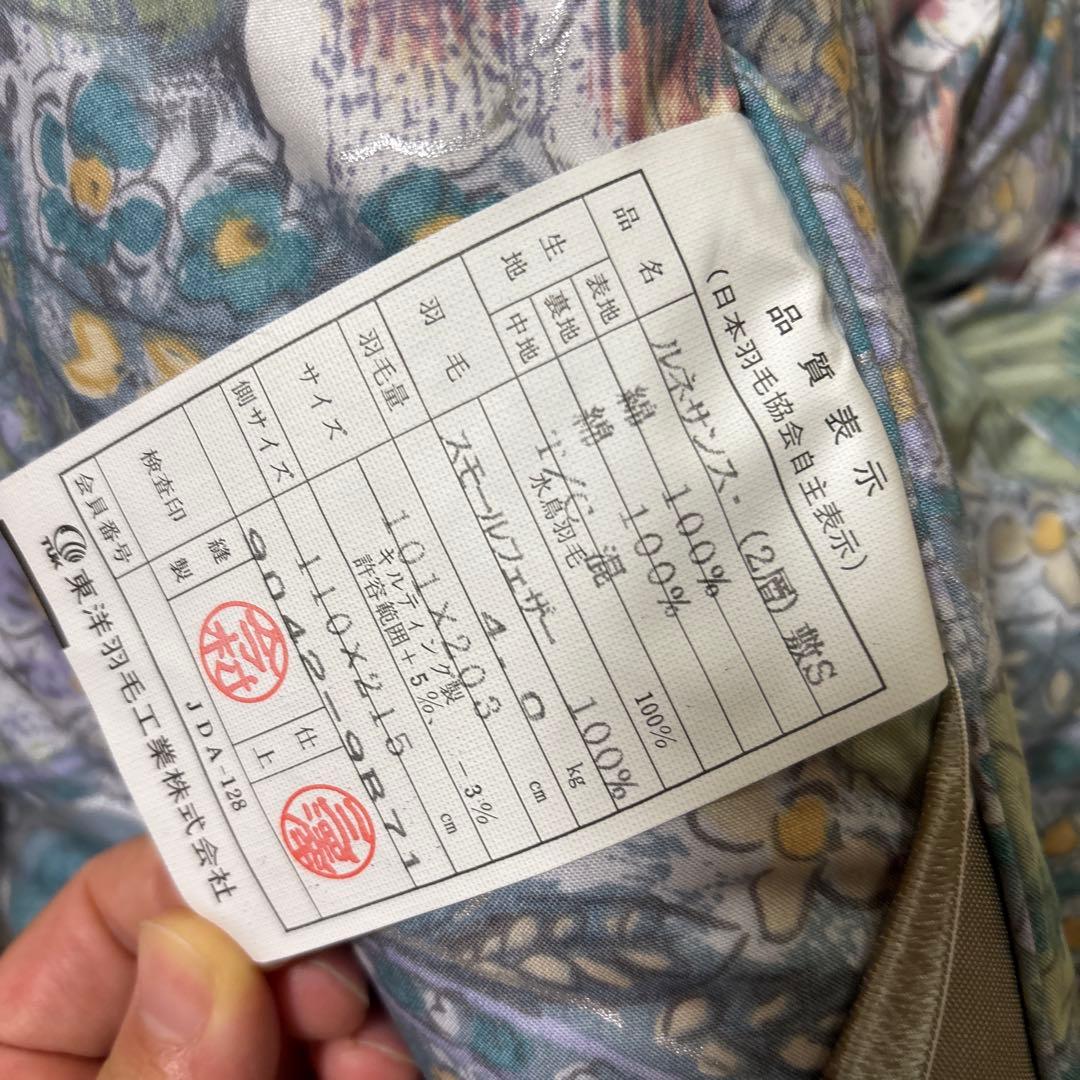 品質表示
(日本羽毛協会自主表示)
品名 ルネサンス・(2層)敷S
生地 表地 綿 100%
裏地 綿 100%
中地 混 100%
羽毛 水鳥羽毛
スモールフェザー 100%
羽毛量 4.0 kg
サイズ 101×203 cm
キルティング製
許容範囲+5%、-3%
側サイズ 110×215 cm
9042-9B71
検査印 縫製 仕上
会員番号 JDA-128
TUK 東洋羽毛工業株式会社